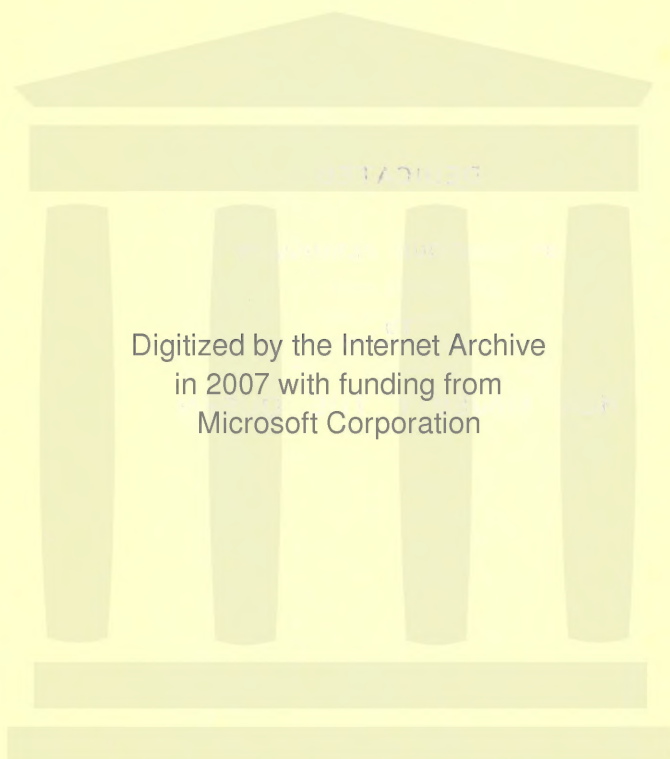 Digitized by the Internet Archive
in 2007 with funding from
Microsoft Corporation